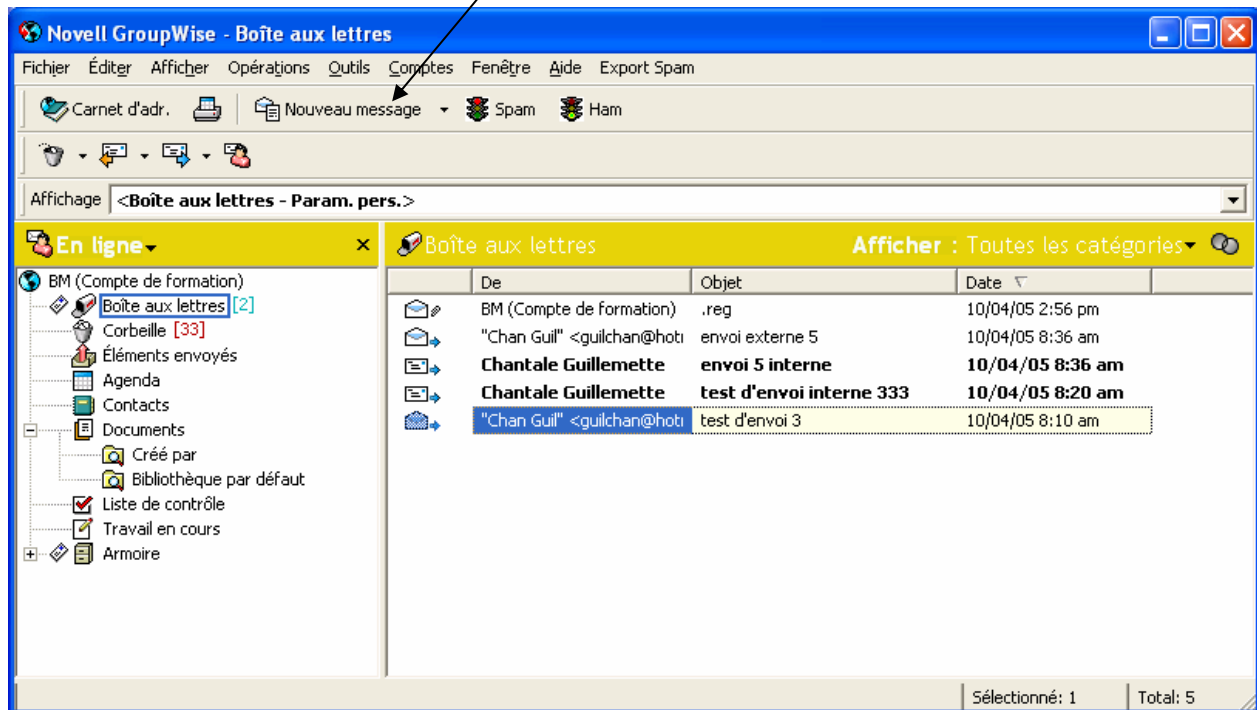 Novell GroupWise - Boîte aux lettres
Fichier Éditer Afficher Opérations Outils Comptes Fenêtre Aide Export Spam
Carnet d'adr. Nouveau message Spam Ham
Affichage <Boîte aux lettres - Param. pers.>
En ligne
BM (Compte de formation)
Boîte aux lettres [2]
Corbeille [33]
Éléments envoyés
Agenda
Contacts
Documents
Créé par
Bibliothèque par défaut
Liste de contrôle
Travail en cours
Armoire
Boîte aux lettres Afficher : Toutes les catégories
De Objet Date
BM (Compte de formation) .reg 10/04/05 2:56 pm
"Chan Guil" <guilchan@hot envoi externe 5 10/04/05 8:36 am
Chantale Guillemette envoi 5 interne 10/04/05 8:36 am
Chantale Guillemette test d'envoi interne 333 10/04/05 8:20 am
"Chan Guil" <guilchan@hot test d'envoi 3 10/04/05 8:10 am
Sélectionné: 1 Total: 5